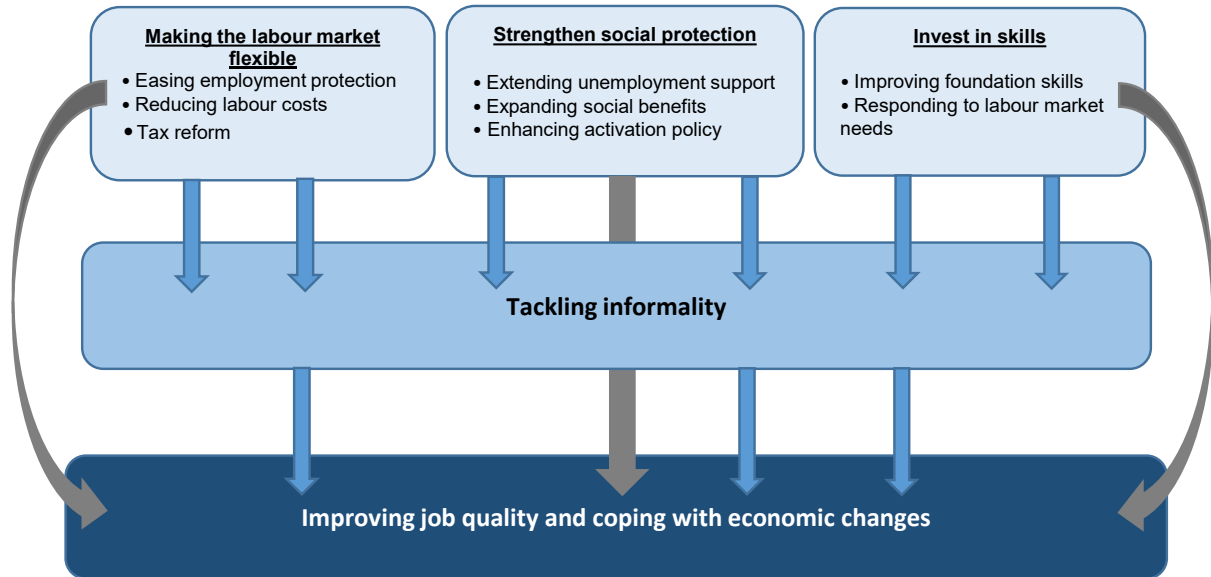 Making the labour market
flexible
• Easing employment protection
• Reducing labour costs
• Tax reform
Strengthen social protection
• Extending unemployment support
• Expanding social benefits
• Enhancing activation policy
Invest in skills
• Improving foundation skills
• Responding to labour market
needs
Tackling informality
Improving job quality and coping with economic changes